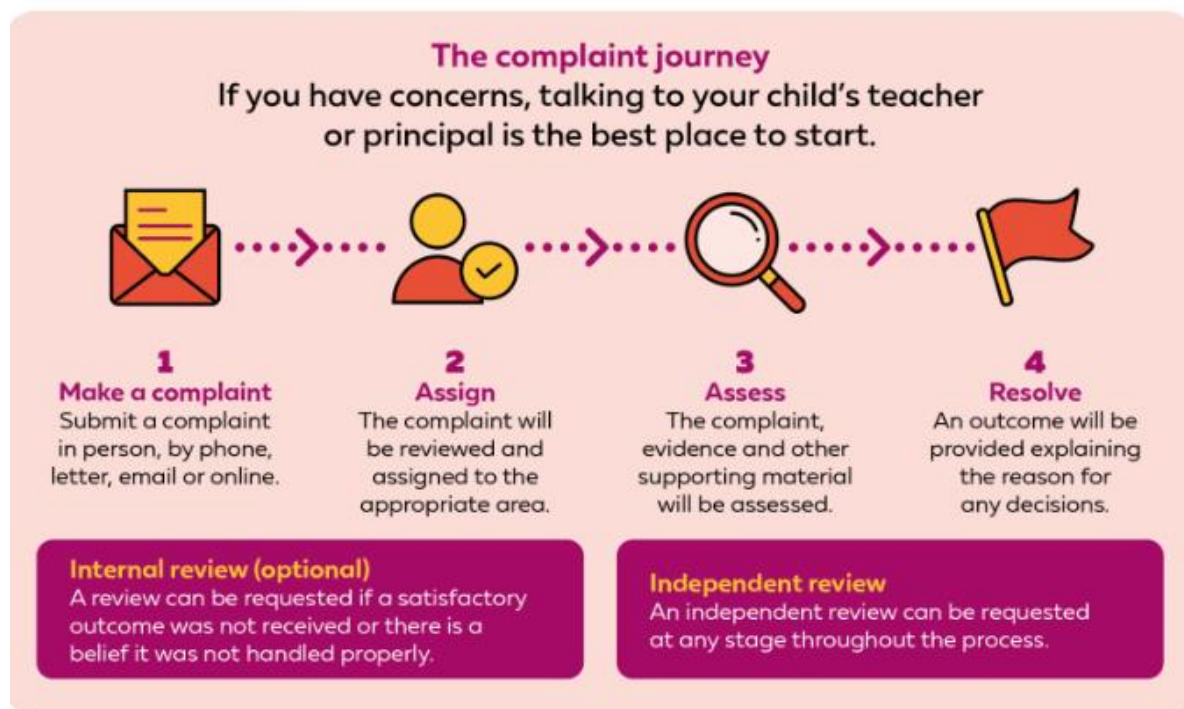 The complaint journey
If you have concerns, talking to your child's teacher
or principal is the best place to start.
1
Make a complaint
Submit a complaint
in person, by phone,
letter, email or online.
2
Assign
The complaint will
be reviewed and
assigned to the
appropriate area.
3
Assess
The complaint,
evidence and other
supporting material
will be assessed.
4
Resolve
An outcome will be
provided explaining
the reason for
any decisions.
Internal review (optional)
A review can be requested if a satisfactory
outcome was not received or there is a
belief it was not handled properly.
Independent review
An independent review can be requested
at any stage throughout the process.